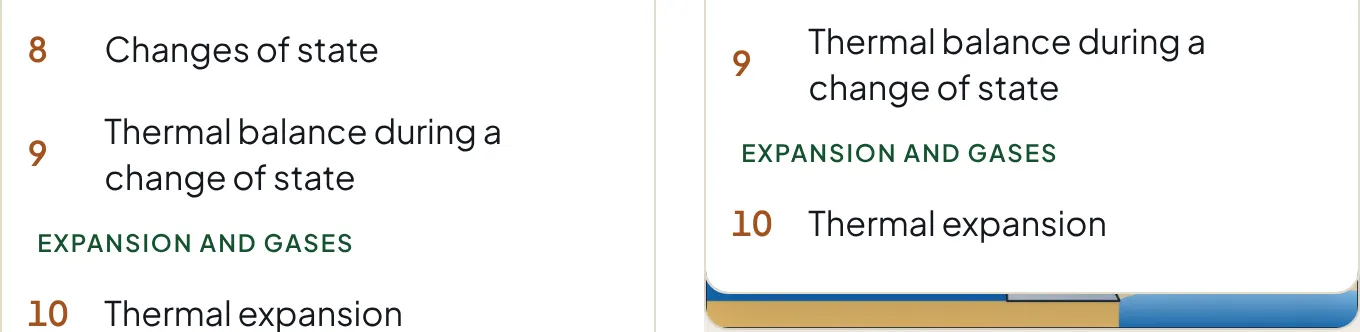 8 Changes of state
9 Thermal balance during a
change of state
EXPANSION AND GASES
10 Thermal expansion
9 Thermal balance during a
change of state
EXPANSION AND GASES
10 Thermal expansion